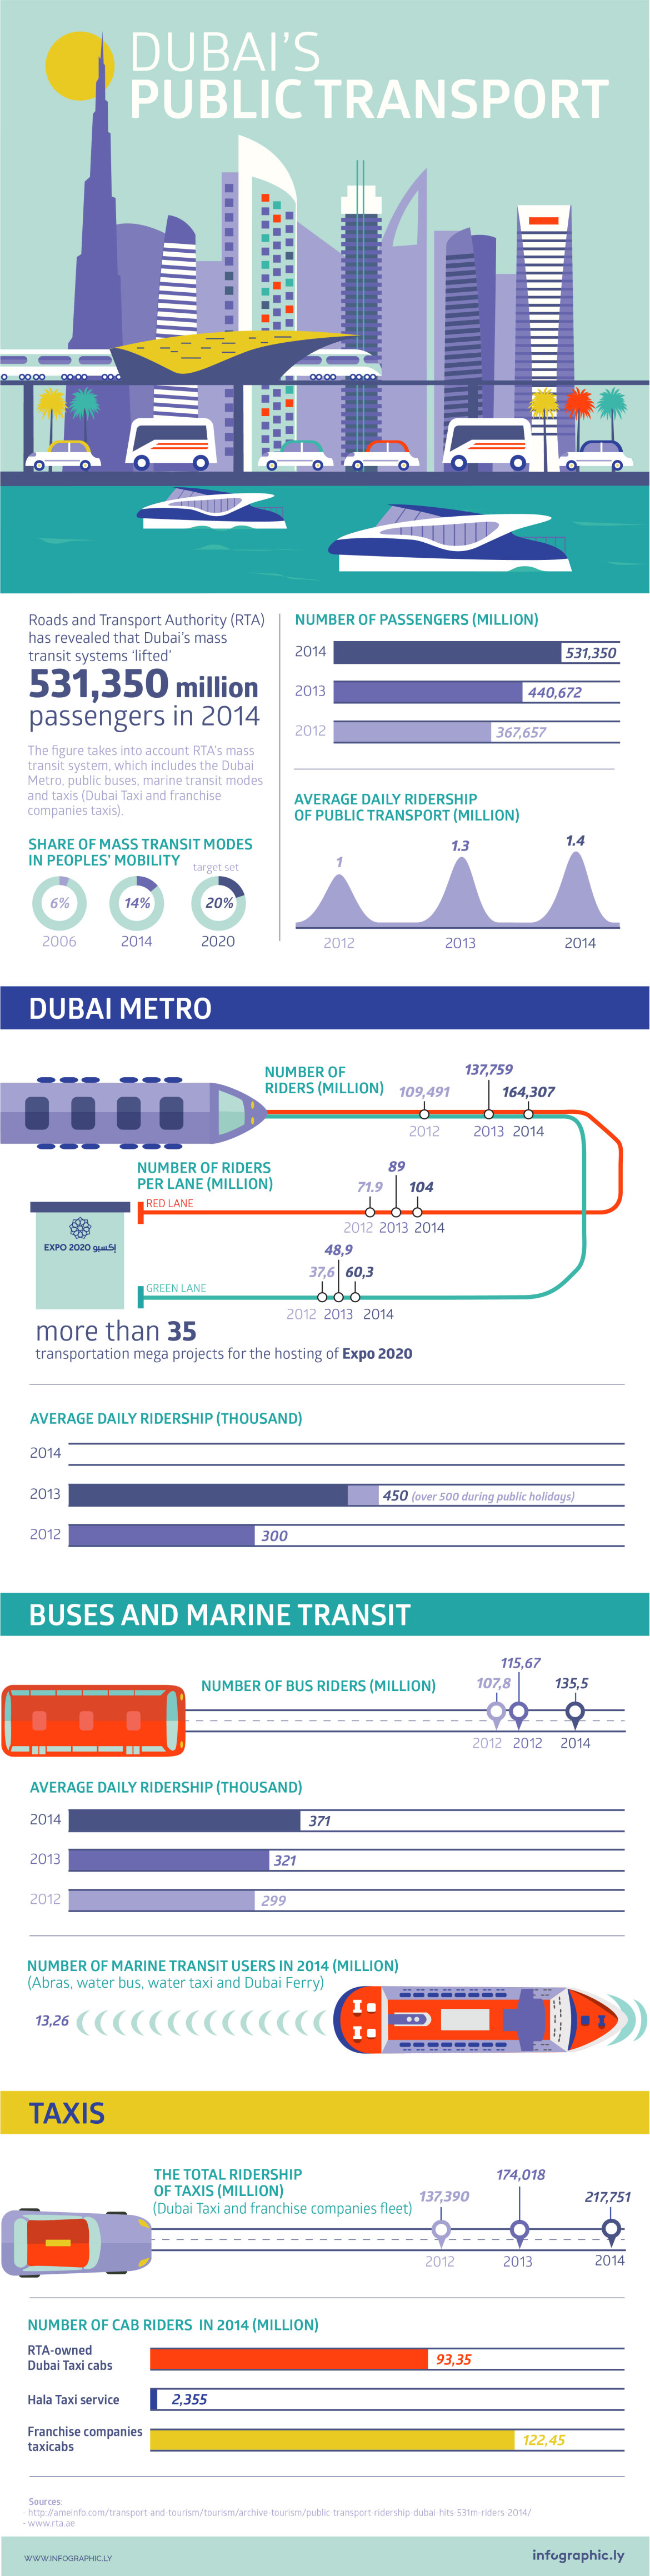 DUBAI'S
PUBLIC TRANSPORT
Roads and Transport Authority (RTA)
has revealed that Dubai's mass
transit systems 'lifted'
531,350 million
passengers in 2014
The figure takes into account RTA's mass
transit system, which includes the Dubai
Metro, public buses, marine transit modes
and taxis (Dubai Taxi and franchise
companies taxis).
SHARE OF MASS TRANSIT MODES
IN PEOPLES' MOBILITY
target set
6% 14% 20%
2006 2014 2020
NUMBER OF PASSENGERS (MILLION)
2014 531,350
2013 440,672
2012 367,657
AVERAGE DAILY RIDERSHIP
OF PUBLIC TRANSPORT (MILLION)
1 1.3 1.4
2012 2013 2014
DUBAI METRO
NUMBER OF
RIDERS (MILLION)
109,491 137,759 164,307
2012 2013 2014
NUMBER OF RIDERS
PER LANE (MILLION)
RED LANE
71.9 89 104
2012 2013 2014
EXPO 2020 إكسبو
48,9
37,6 60,3
GREEN LANE
2012 2013 2014
more than 35
transportation mega projects for the hosting of Expo 2020
AVERAGE DAILY RIDERSHIP (THOUSAND)
2014
2013 450 (over 500 during public holidays)
2012 300
BUSES AND MARINE TRANSIT
NUMBER OF BUS RIDERS (MILLION)
107,8 115,67 135,5
2012 2012 2014
AVERAGE DAILY RIDERSHIP (THOUSAND)
2014 371
2013 321
2012 299
NUMBER OF MARINE TRANSIT USERS IN 2014 (MILLION)
(Abras, water bus, water taxi and Dubai Ferry)
13,26
TAXIS
THE TOTAL RIDERSHIP
OF TAXIS (MILLION)
(Dubai Taxi and franchise companies fleet)
137,390 174,018 217,751
2012 2013 2014
NUMBER OF CAB RIDERS IN 2014 (MILLION)
RTA-owned
Dubai Taxi cabs
93,35
Hala Taxi service 2,355
Franchise companies
taxicabs
122,45
Sources:
- http://ameinfo.com/transport-and-tourism/tourism/archive-tourism/public-transport-ridership-dubai-hits-531m-riders-2014/
- www.rta.ae
WWW.INFOGRAPHIC.LY
infographic.ly